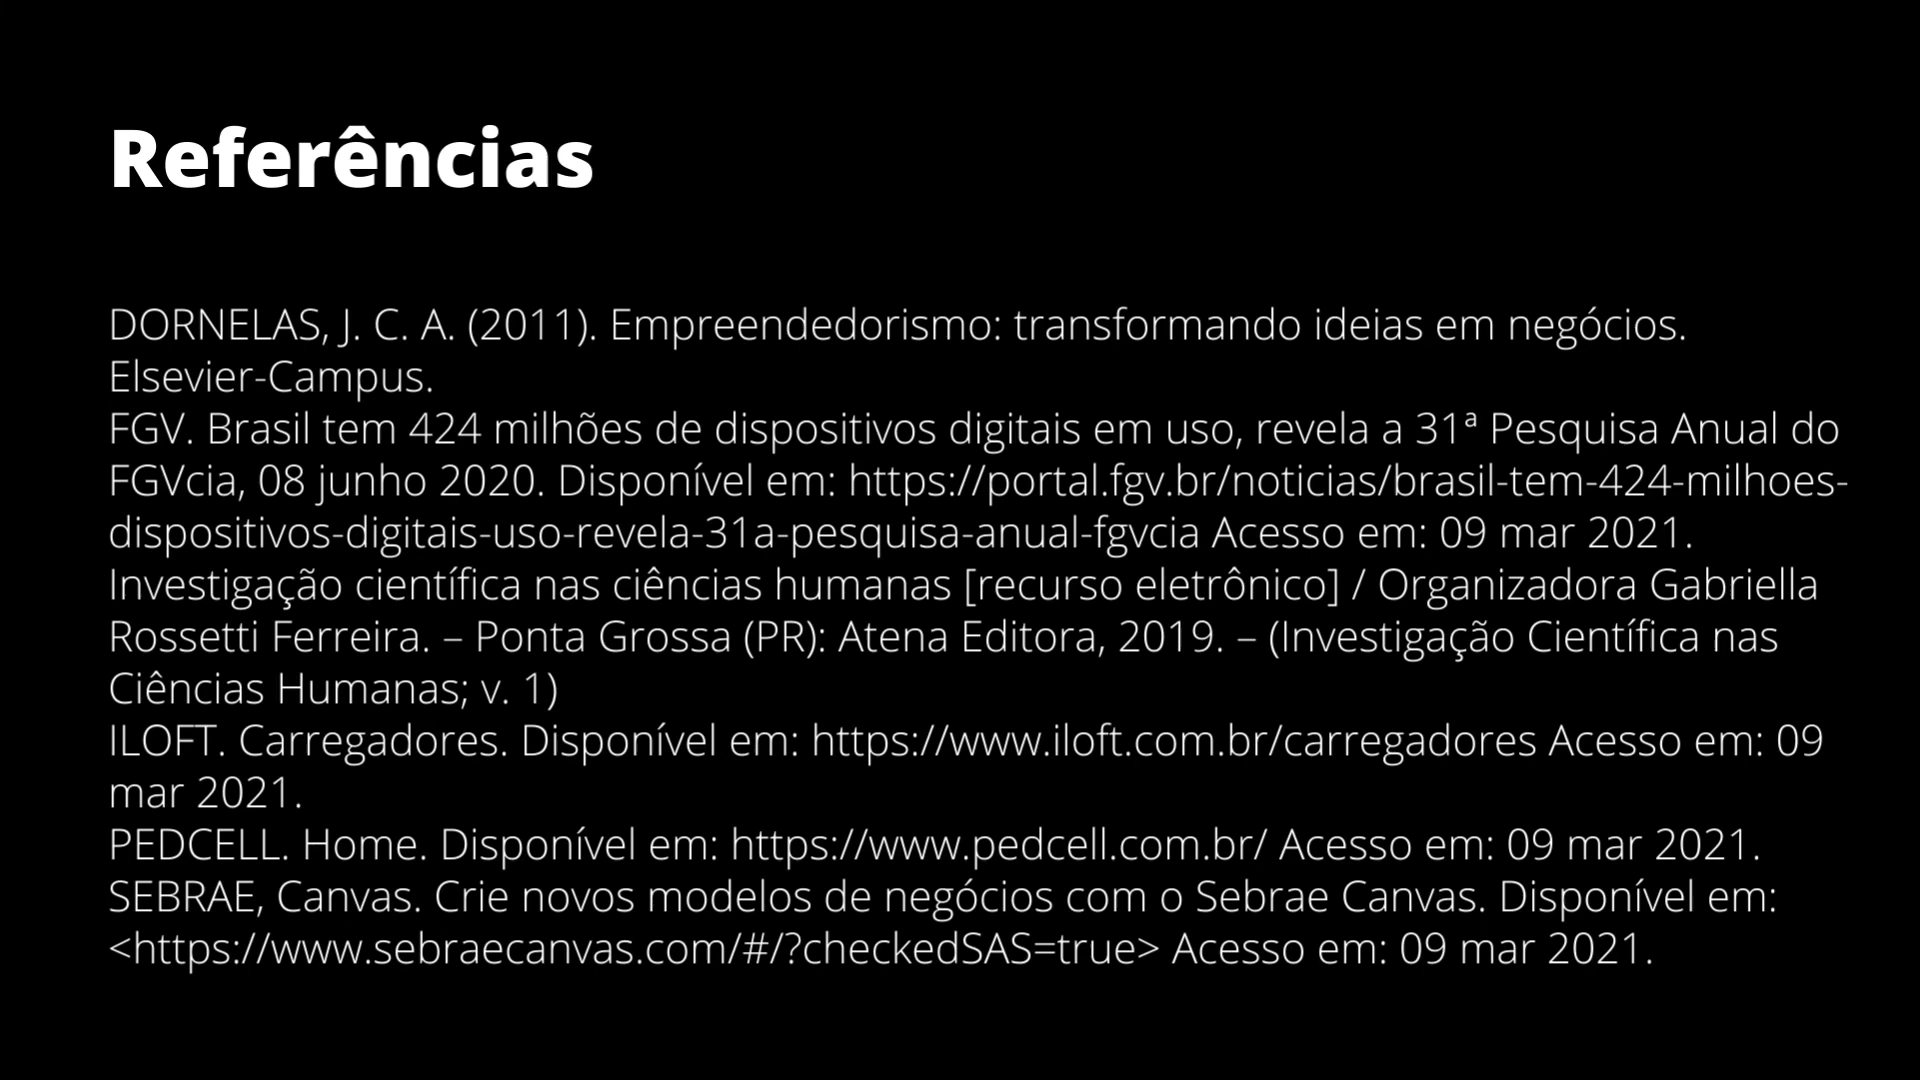 Referências
DORNELAS, J. C. A. (2011). Empreendedorismo: transformando ideias em negócios.
Elsevier-Campus.
FGV. Brasil tem 424 milhões de dispositivos digitais em uso, revela a 31ª Pesquisa Anual do
FGVcia, 08 junho 2020. Disponível em: https://portal.fgv.br/noticias/brasil-tem-424-milhoes-
dispositivos-digitais-uso-revela-31a-pesquisa-anual-fgvcia Acesso em: 09 mar 2021.
Investigação científica nas ciências humanas [recurso eletrônico] / Organizadora Gabriella
Rossetti Ferreira. – Ponta Grossa (PR): Atena Editora, 2019. – (Investigação Científica nas
Ciências Humanas; v. 1)
ILOFT. Carregadores. Disponível em: https://www.iloft.com.br/carregadores Acesso em: 09
mar 2021.
PEDCELL. Home. Disponível em: https://www.pedcell.com.br/ Acesso em: 09 mar 2021.
SEBRAE, Canvas. Crie novos modelos de negócios com o Sebrae Canvas. Disponível em:
<https://www.sebraecanvas.com/#/?checkedSAS=true> Acesso em: 09 mar 2021.